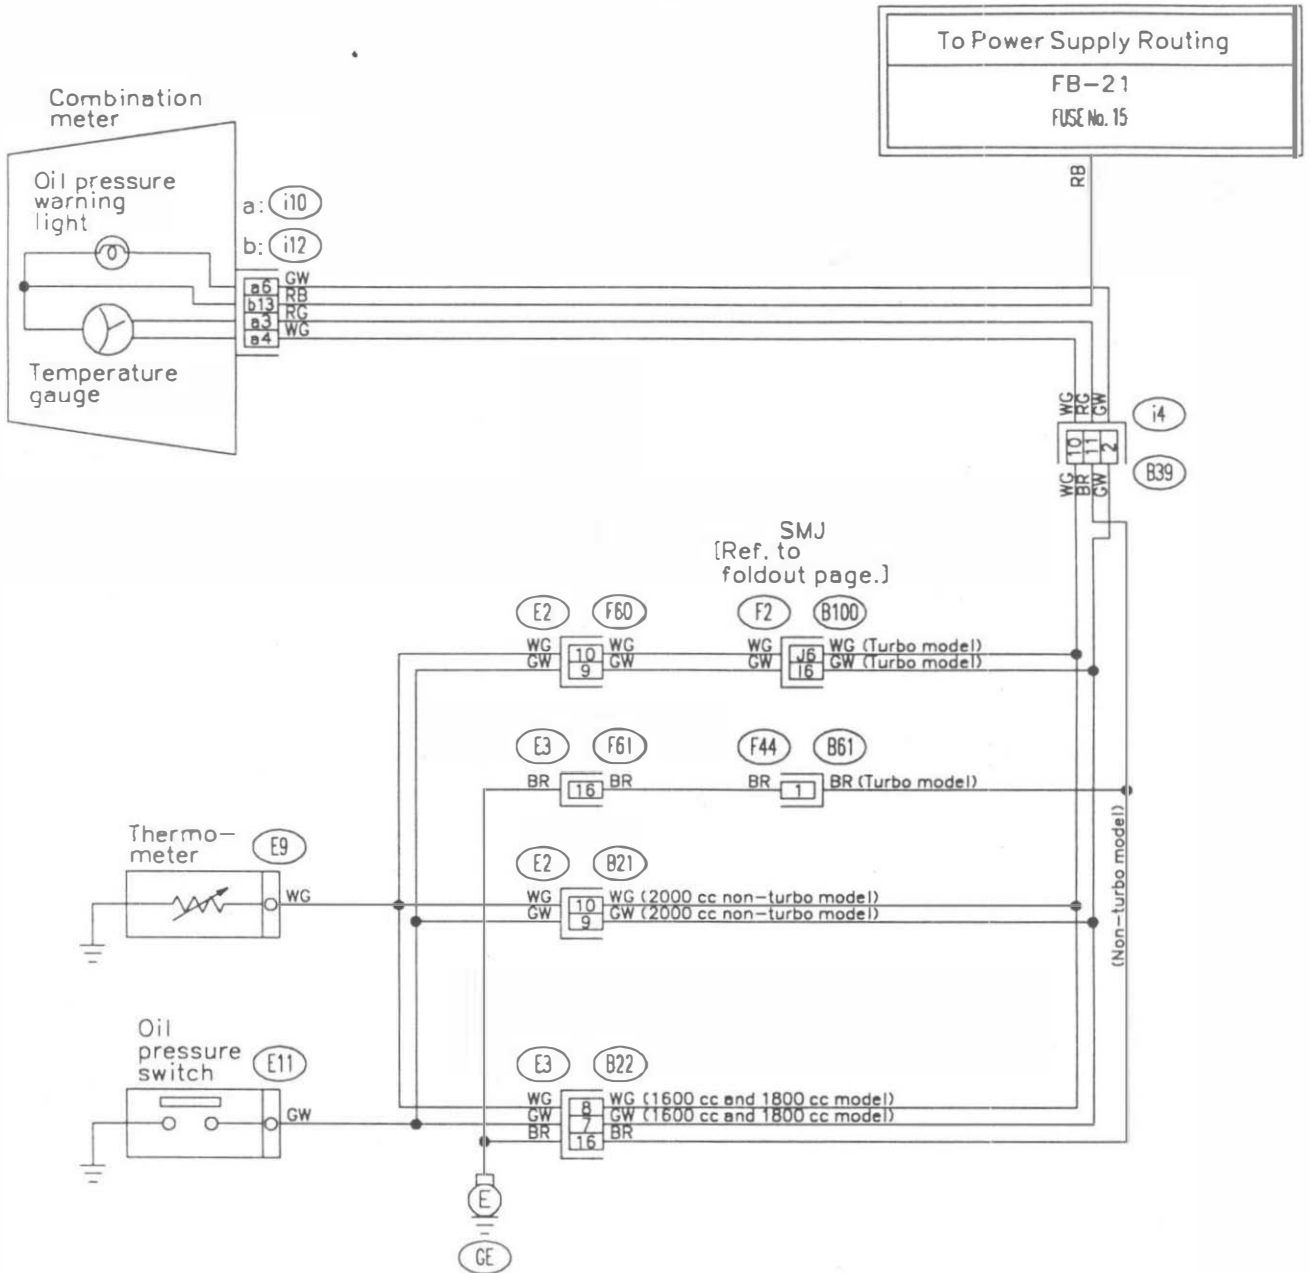 To Power Supply Routing
FB-21
FUSE No. 15
RB
Combination
meter
Oil pressure
warning
light
a: i10
b: i12
a6 GW
b13 RB
a3 RG
a4 WG
Temperature
gauge
WG RG GW
i4
10 11 2
B39
WG BR GW
SMJ
[Ref. to
foldout page.]
E2 F60 F2 B100
WG 10 WG WG J6 WG (Turbo model)
GW 9 GW GW I6 GW (Turbo model)
E3 F61 F44 B61
BR 16 BR BR 1 BR (Turbo model)
(Non-turbo model)
Thermo-
meter
E9
WG
E2 B21
WG 10 WG (2000 cc non-turbo model)
GW 9 GW (2000 cc non-turbo model)
Oil
pressure
switch
E11
GW
E3 B22
WG 8 WG (1600 cc and 1800 cc model)
GW 7 GW (1600 cc and 1800 cc model)
BR 16 BR
E
GE